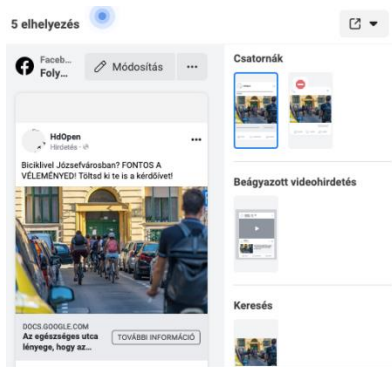 5 elhelyezés
Faceb...
Foly...
Módosítás
Csatornák
HdOpen
Hirdetés
Biciklivel Józsefvárosban? FONTOS A
VÉLEMÉNYED! Töltsd ki te is a kérdőívet!
Beágyazott videohirdetés
DOCS.GOOGLE.COM
Az egészséges utca
lényege, hogy az...
TOVÁBBI INFORMÁCIÓ
Keresés